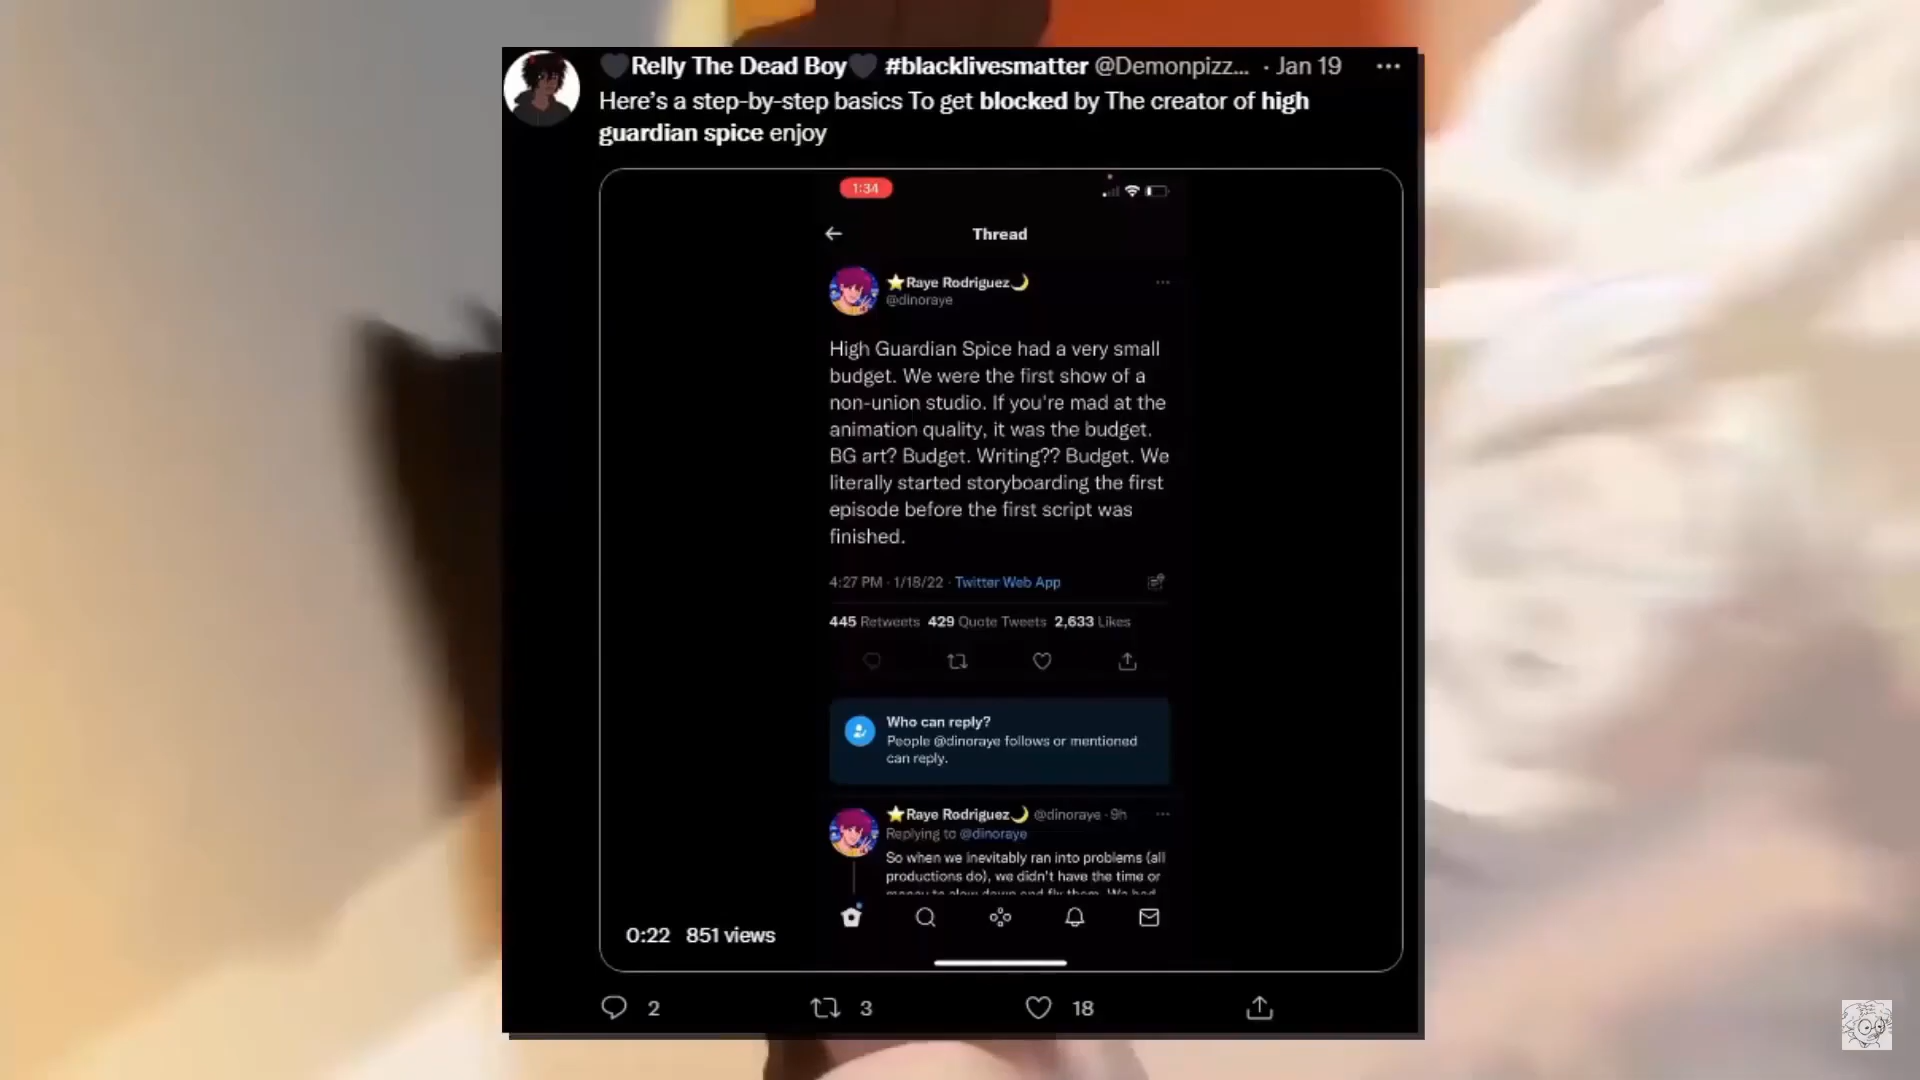 🖤Relly The Dead Boy🖤 #blacklivesmatter @Demonpizz... · Jan 19
Here's a step-by-step basics To get blocked by The creator of high
guardian spice enjoy
1:34
Thread
⭐Raye Rodriguez🌙
@dinoraye
High Guardian Spice had a very small
budget. We were the first show of a
non-union studio. If you're mad at the
animation quality, it was the budget.
BG art? Budget. Writing?? Budget. We
literally started storyboarding the first
episode before the first script was
finished.
4:27 PM · 1/18/22 · Twitter Web App
445 Retweets 429 Quote Tweets 2,633 Likes
Who can reply?
People @dinoraye follows or mentioned
can reply.
⭐Raye Rodriguez🌙 @dinoraye · 9h
Replying to @dinoraye
So when we inevitably ran into problems (all
productions do), we didn't have the time or
0:22 851 views
2 3 18